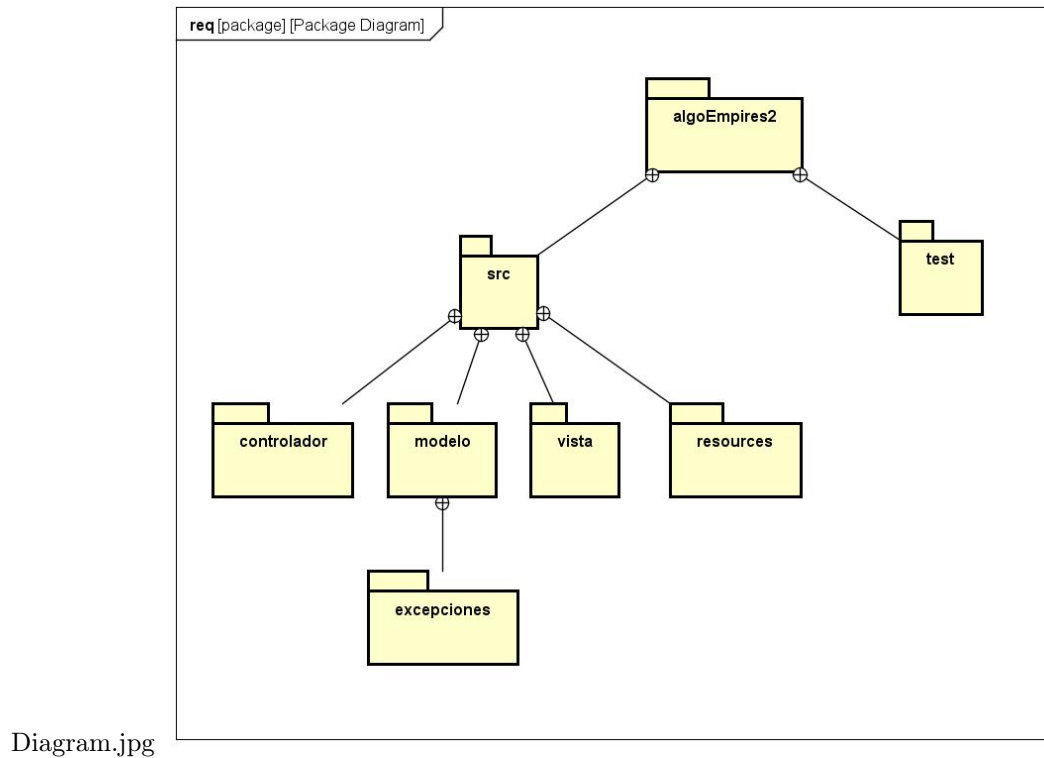 req [package] [Package Diagram]
algoEmpires2
test
src
controlador
modelo
vista
resources
excepciones
Diagram.jpg